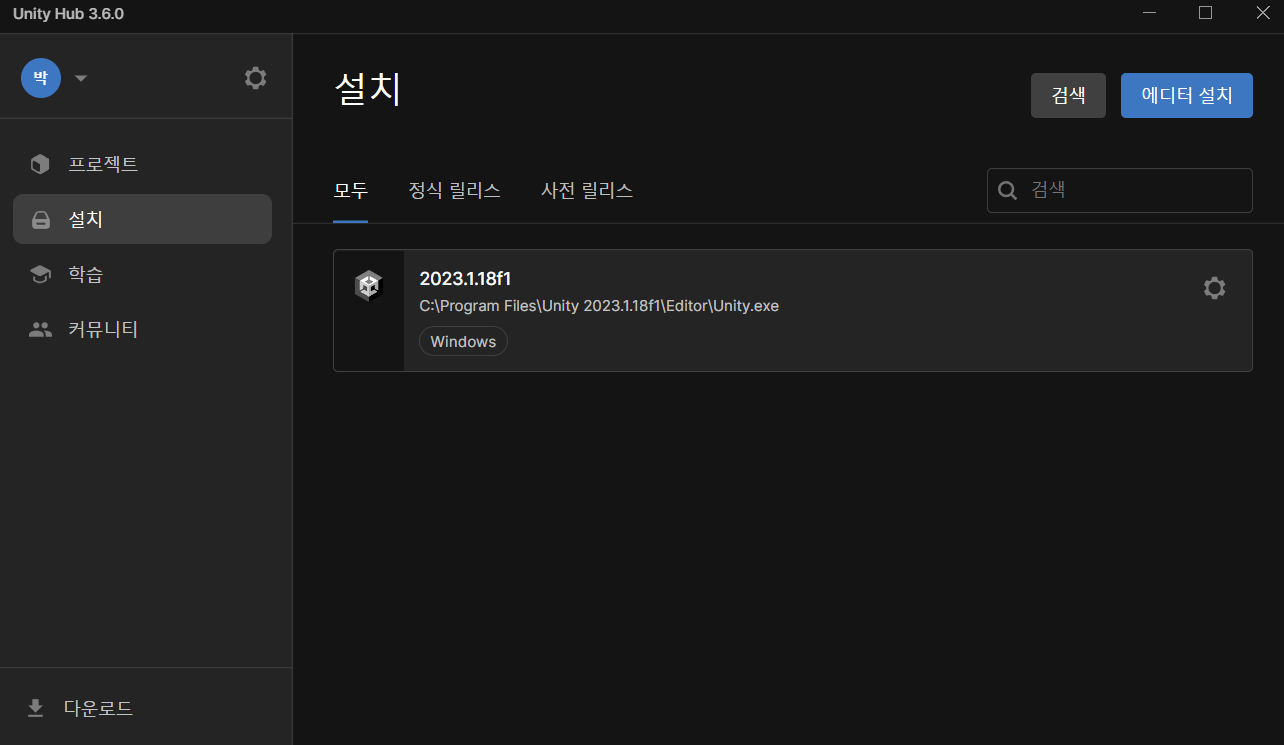 Unity Hub 3.6.0
박
프로젝트
설치
학습
커뮤니티
다운로드
설치
검색
에디터 설치
모두
정식 릴리스
사전 릴리스
검색
2023.1.18f1
C:\Program Files\Unity 2023.1.18f1\Editor\Unity.exe
Windows